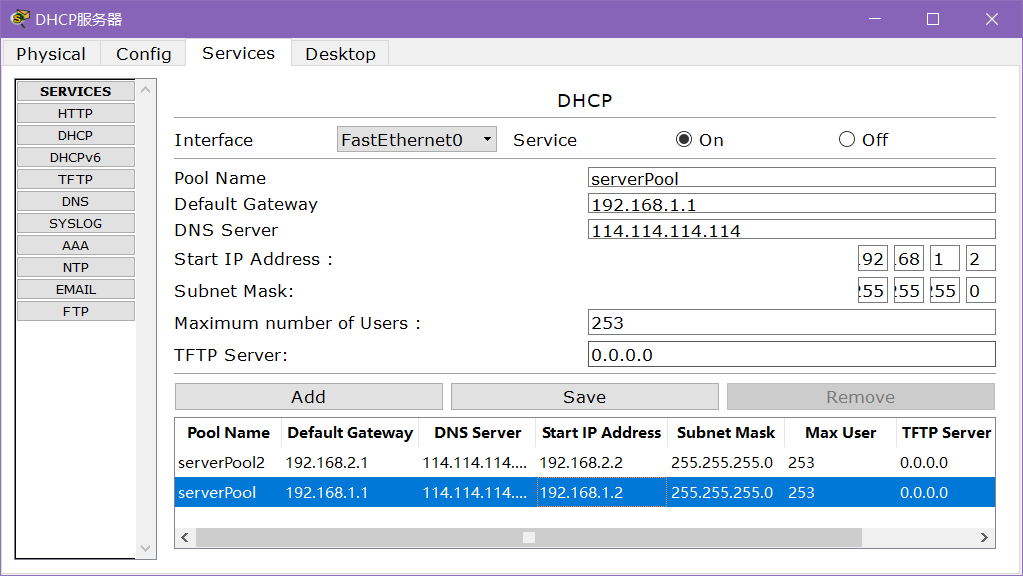 DHCP服务器
Physical Config Services Desktop
SERVICES
HTTP
DHCP
DHCPv6
TFTP
DNS
SYSLOG
AAA
NTP
EMAIL
FTP
DHCP
Interface FastEthernet0 Service On Off
Pool Name serverPool
Default Gateway 192.168.1.1
DNS Server 114.114.114.114
Start IP Address : 92 68 1 2
Subnet Mask: 255 255 255 0
Maximum number of Users : 253
TFTP Server: 0.0.0.0
Add Save Remove
Pool Name Default Gateway DNS Server Start IP Address Subnet Mask Max User TFTP Server
serverPool2 192.168.2.1 114.114.114.... 192.168.2.2 255.255.255.0 253 0.0.0.0
serverPool 192.168.1.1 114.114.114.... 192.168.1.2 255.255.255.0 253 0.0.0.0